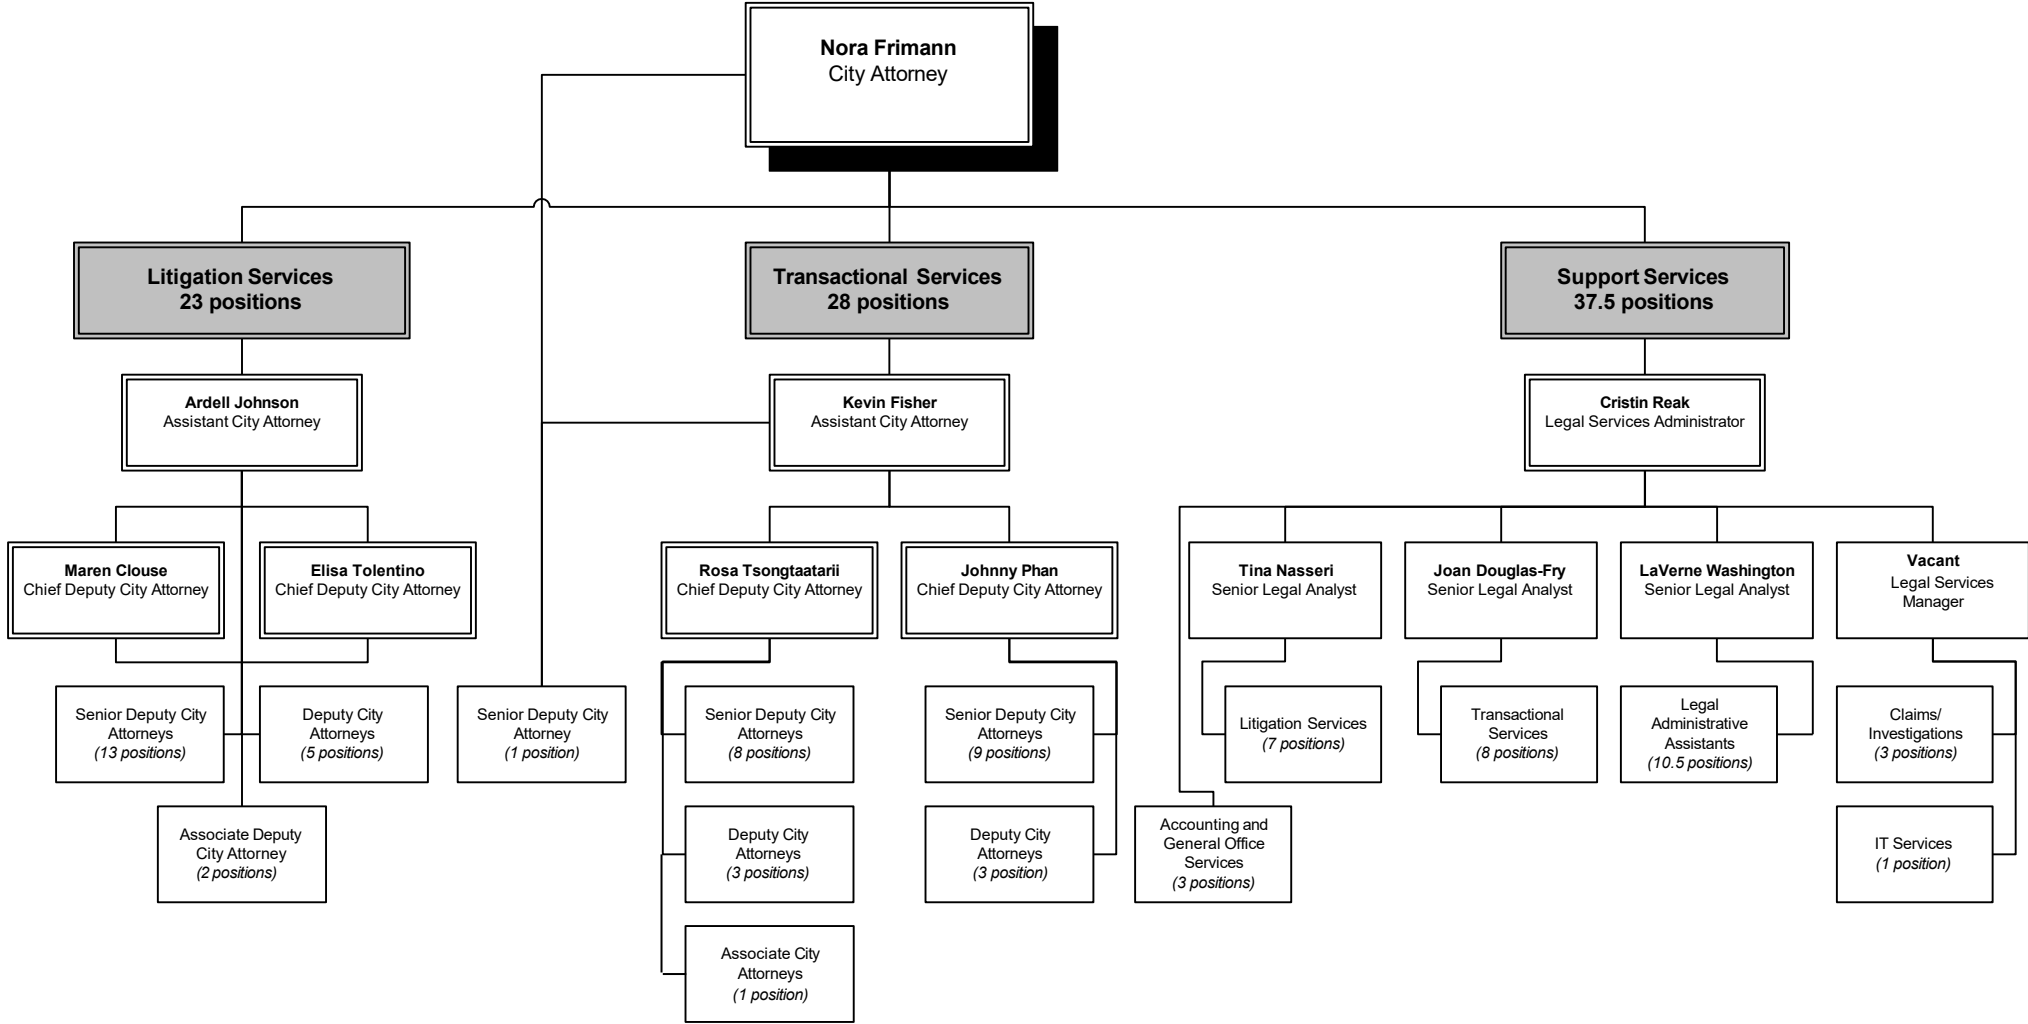 Nora Frimann
City Attorney
Litigation Services
23 positions
Transactional Services
28 positions
Support Services
37.5 positions
Ardell Johnson
Assistant City Attorney
Kevin Fisher
Assistant City Attorney
Cristin Reak
Legal Services Administrator
Maren Clouse
Chief Deputy City Attorney
Elisa Tolentino
Chief Deputy City Attorney
Rosa Tsongtaatarii
Chief Deputy City Attorney
Johnny Phan
Chief Deputy City Attorney
Tina Nasseri
Senior Legal Analyst
Joan Douglas-Fry
Senior Legal Analyst
LaVerne Washington
Senior Legal Analyst
Vacant
Legal Services
Manager
Senior Deputy City
Attorneys
(13 positions)
Deputy City
Attorneys
(5 positions)
Senior Deputy City
Attorney
(1 position)
Senior Deputy City
Attorneys
(8 positions)
Senior Deputy City
Attorneys
(9 positions)
Litigation Services
(7 positions)
Transactional
Services
(8 positions)
Legal
Administrative
Assistants
(10.5 positions)
Claims/
Investigations
(3 positions)
Associate Deputy
City Attorney
(2 positions)
Deputy City
Attorneys
(3 positions)
Deputy City
Attorneys
(3 position)
Accounting and
General Office
Services
(3 positions)
IT Services
(1 position)
Associate City
Attorneys
(1 position)